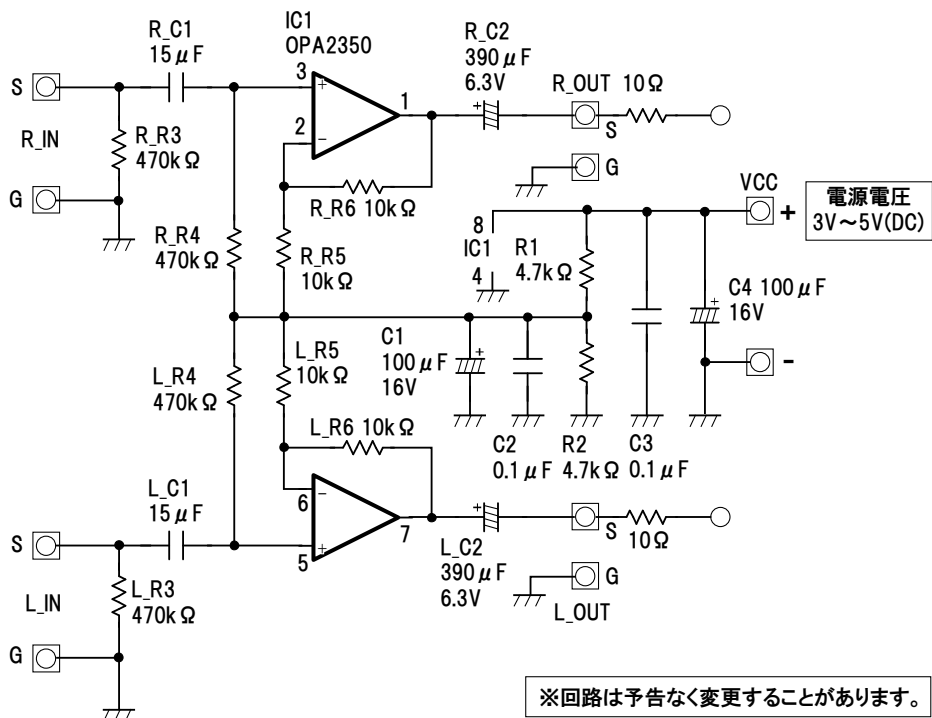 IC1
OPA2350
R_C1
15μF
R_C2
390μF
6.3V
R_OUT 10Ω
S
R_IN
G
R_R3
470kΩ
3
+
2
−
1
+
S
G
R_R6 10kΩ
R_R4
470kΩ
R_R5
10kΩ
8
IC1
4
R1
4.7kΩ
VCC
+
電源電圧
3V～5V(DC)
C4 100μF
16V
+
-
L_R4
470kΩ
L_R5
10kΩ
C1
100μF
16V
+
L_R6 10kΩ
C2
0.1μF
R2
4.7kΩ
C3
0.1μF
L_C1
15μF
6
−
5
+
7
+
L_C2
390μF
6.3V
S
10Ω
G
L_OUT
S
L_IN
G
L_R3
470kΩ
※回路は予告なく変更することがあります。